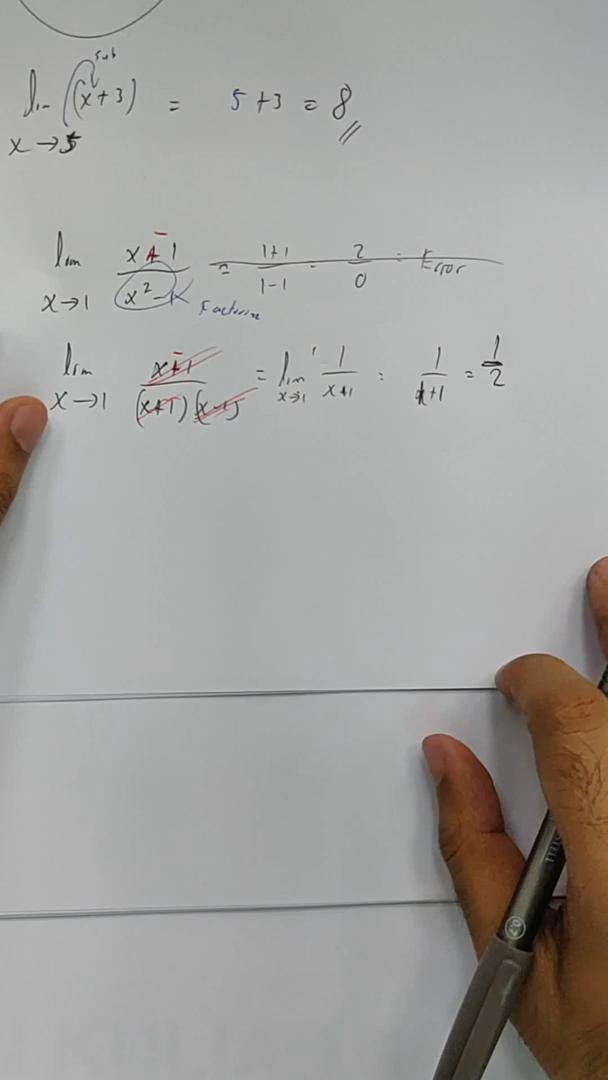 sub
lim (x+3) = 5+3 = 8
x→5
lim x-1 / x² - 1 = 1+1 / 1-1 = 2 / 0 = Error
x→1
Factorize
lim x-1 / (x+1)(x-1) = lim 1 / x+1 = 1 / 1+1 = 1 / 2
x→1 x→1